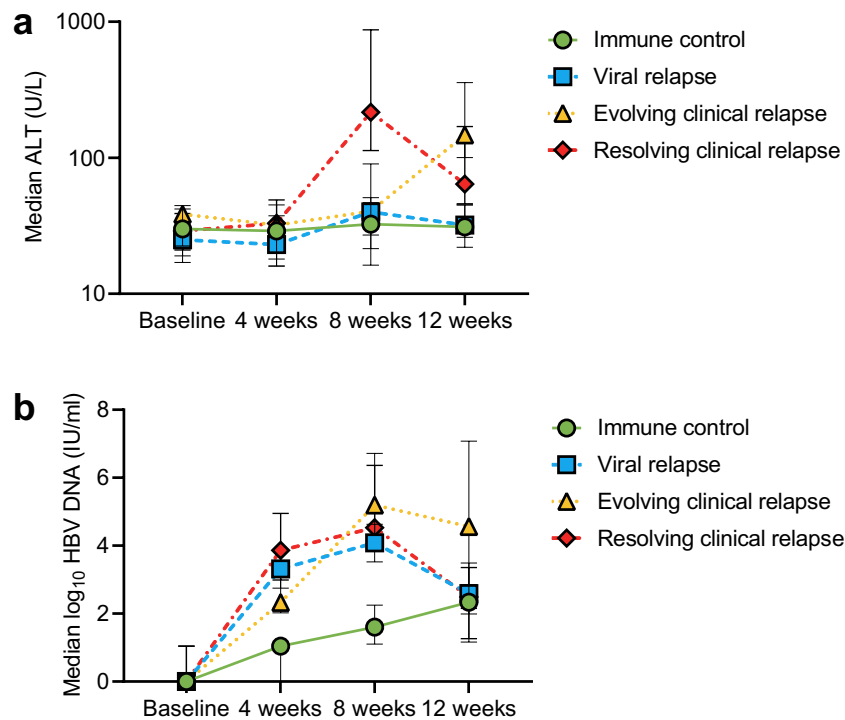 a
Median ALT (U/L)
1000
100
10
Baseline 4 weeks 8 weeks 12 weeks
Immune control
Viral relapse
Evolving clinical relapse
Resolving clinical relapse
b
Median log₁₀ HBV DNA (IU/ml)
8
6
4
2
0
Baseline 4 weeks 8 weeks 12 weeks
Immune control
Viral relapse
Evolving clinical relapse
Resolving clinical relapse